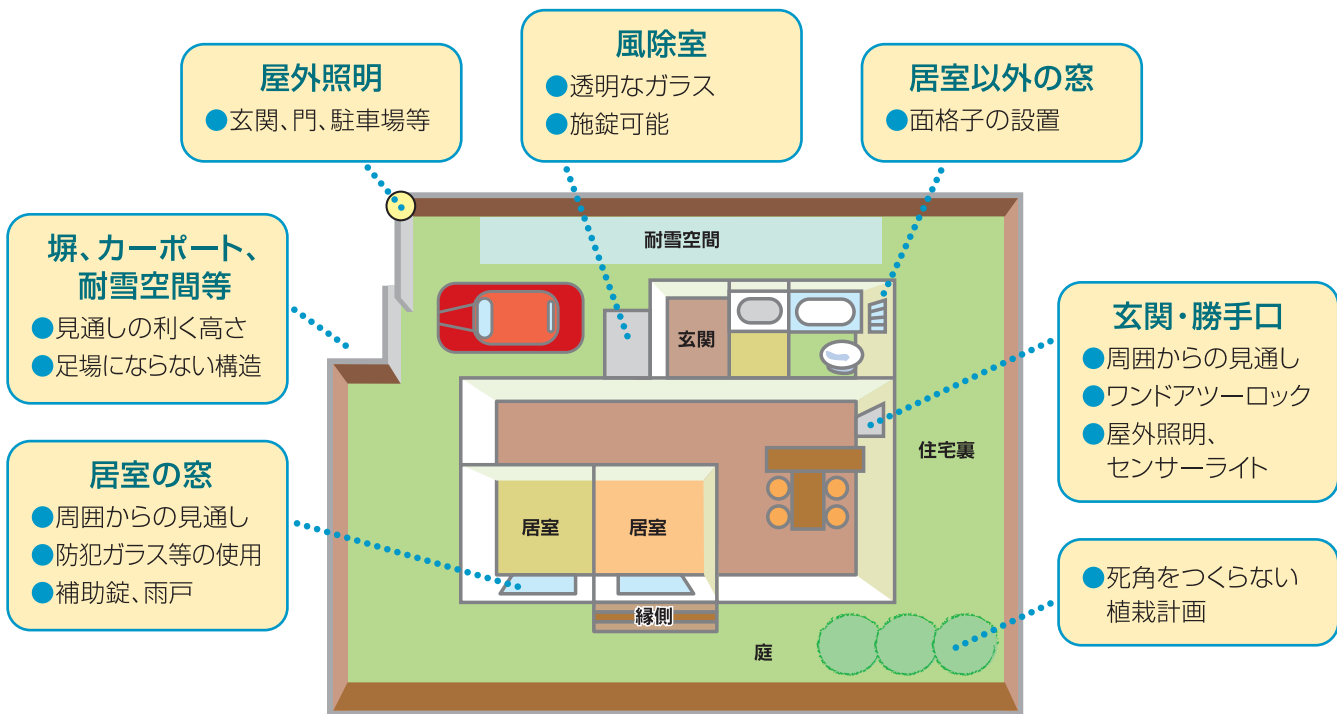 屋外照明
●玄関、門、駐車場等
風除室
●透明なガラス
●施錠可能
居室以外の窓
●面格子の設置
塀、カーポート、
耐雪空間等
●見通しの利く高さ
●足場にならない構造
居室の窓
●周囲からの見通し
●防犯ガラス等の使用
●補助錠、雨戸
耐雪空間
玄関
住宅裏
居室
居室
縁側
庭
玄関・勝手口
●周囲からの見通し
●ワンドアツーロック
●屋外照明、
センサーライト
●死角をつくらない
植栽計画